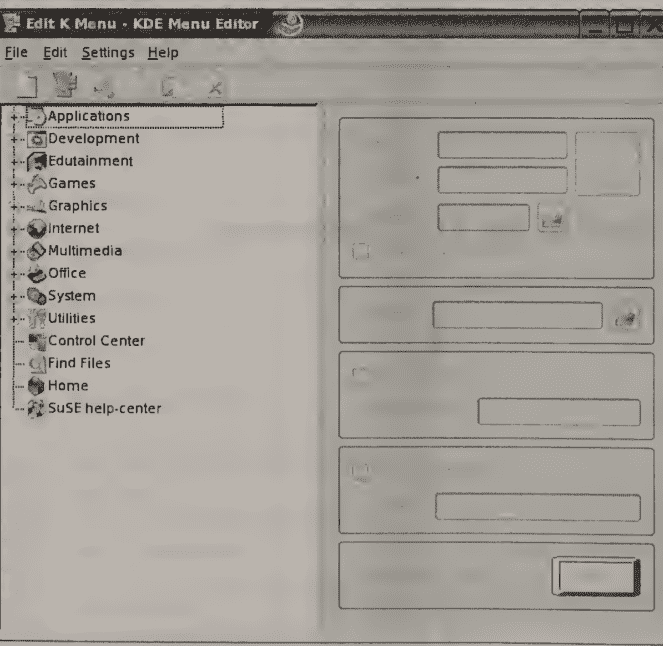 Edit K Menu - KDE Menu Editor
File Edit Settings Help
Applications
Development
Edutainment
Games
Graphics
Internet
Multimedia
Office
System
Utilities
Control Center
Find Files
Home
SuSE help-center